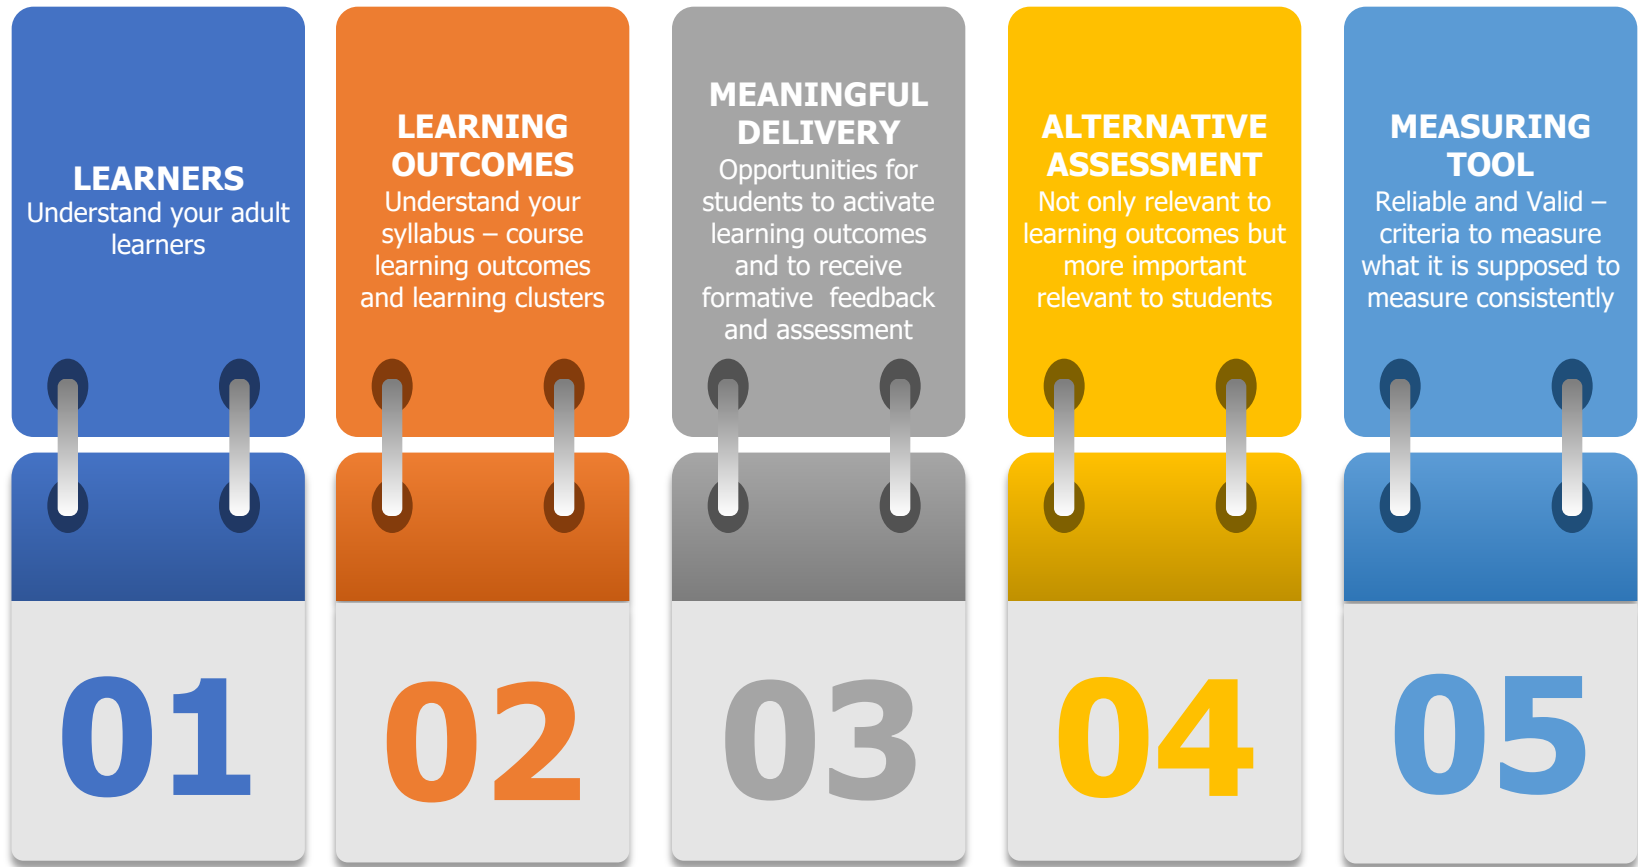 LEARNERS
Understand your adult
learners
LEARNING
OUTCOMES
Understand your
syllabus – course
learning outcomes
and learning clusters
MEANINGFUL
DELIVERY
Opportunities for
students to activate
learning outcomes
and to receive
formative  feedback
and assessment
ALTERNATIVE
ASSESSMENT
Not only relevant to
learning outcomes but
more important
relevant to students
MEASURING
TOOL
Reliable and Valid –
criteria to measure
what it is supposed to
measure consistently
01
02
03
04
05